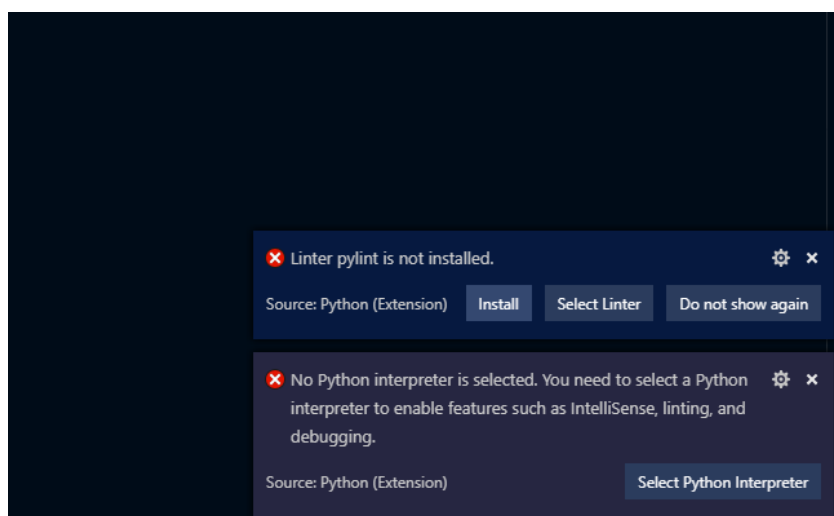 Linter pylint is not installed.
Source: Python (Extension) Install Select Linter Do not show again
No Python interpreter is selected. You need to select a Python
interpreter to enable features such as IntelliSense, linting, and
debugging.
Source: Python (Extension) Select Python Interpreter